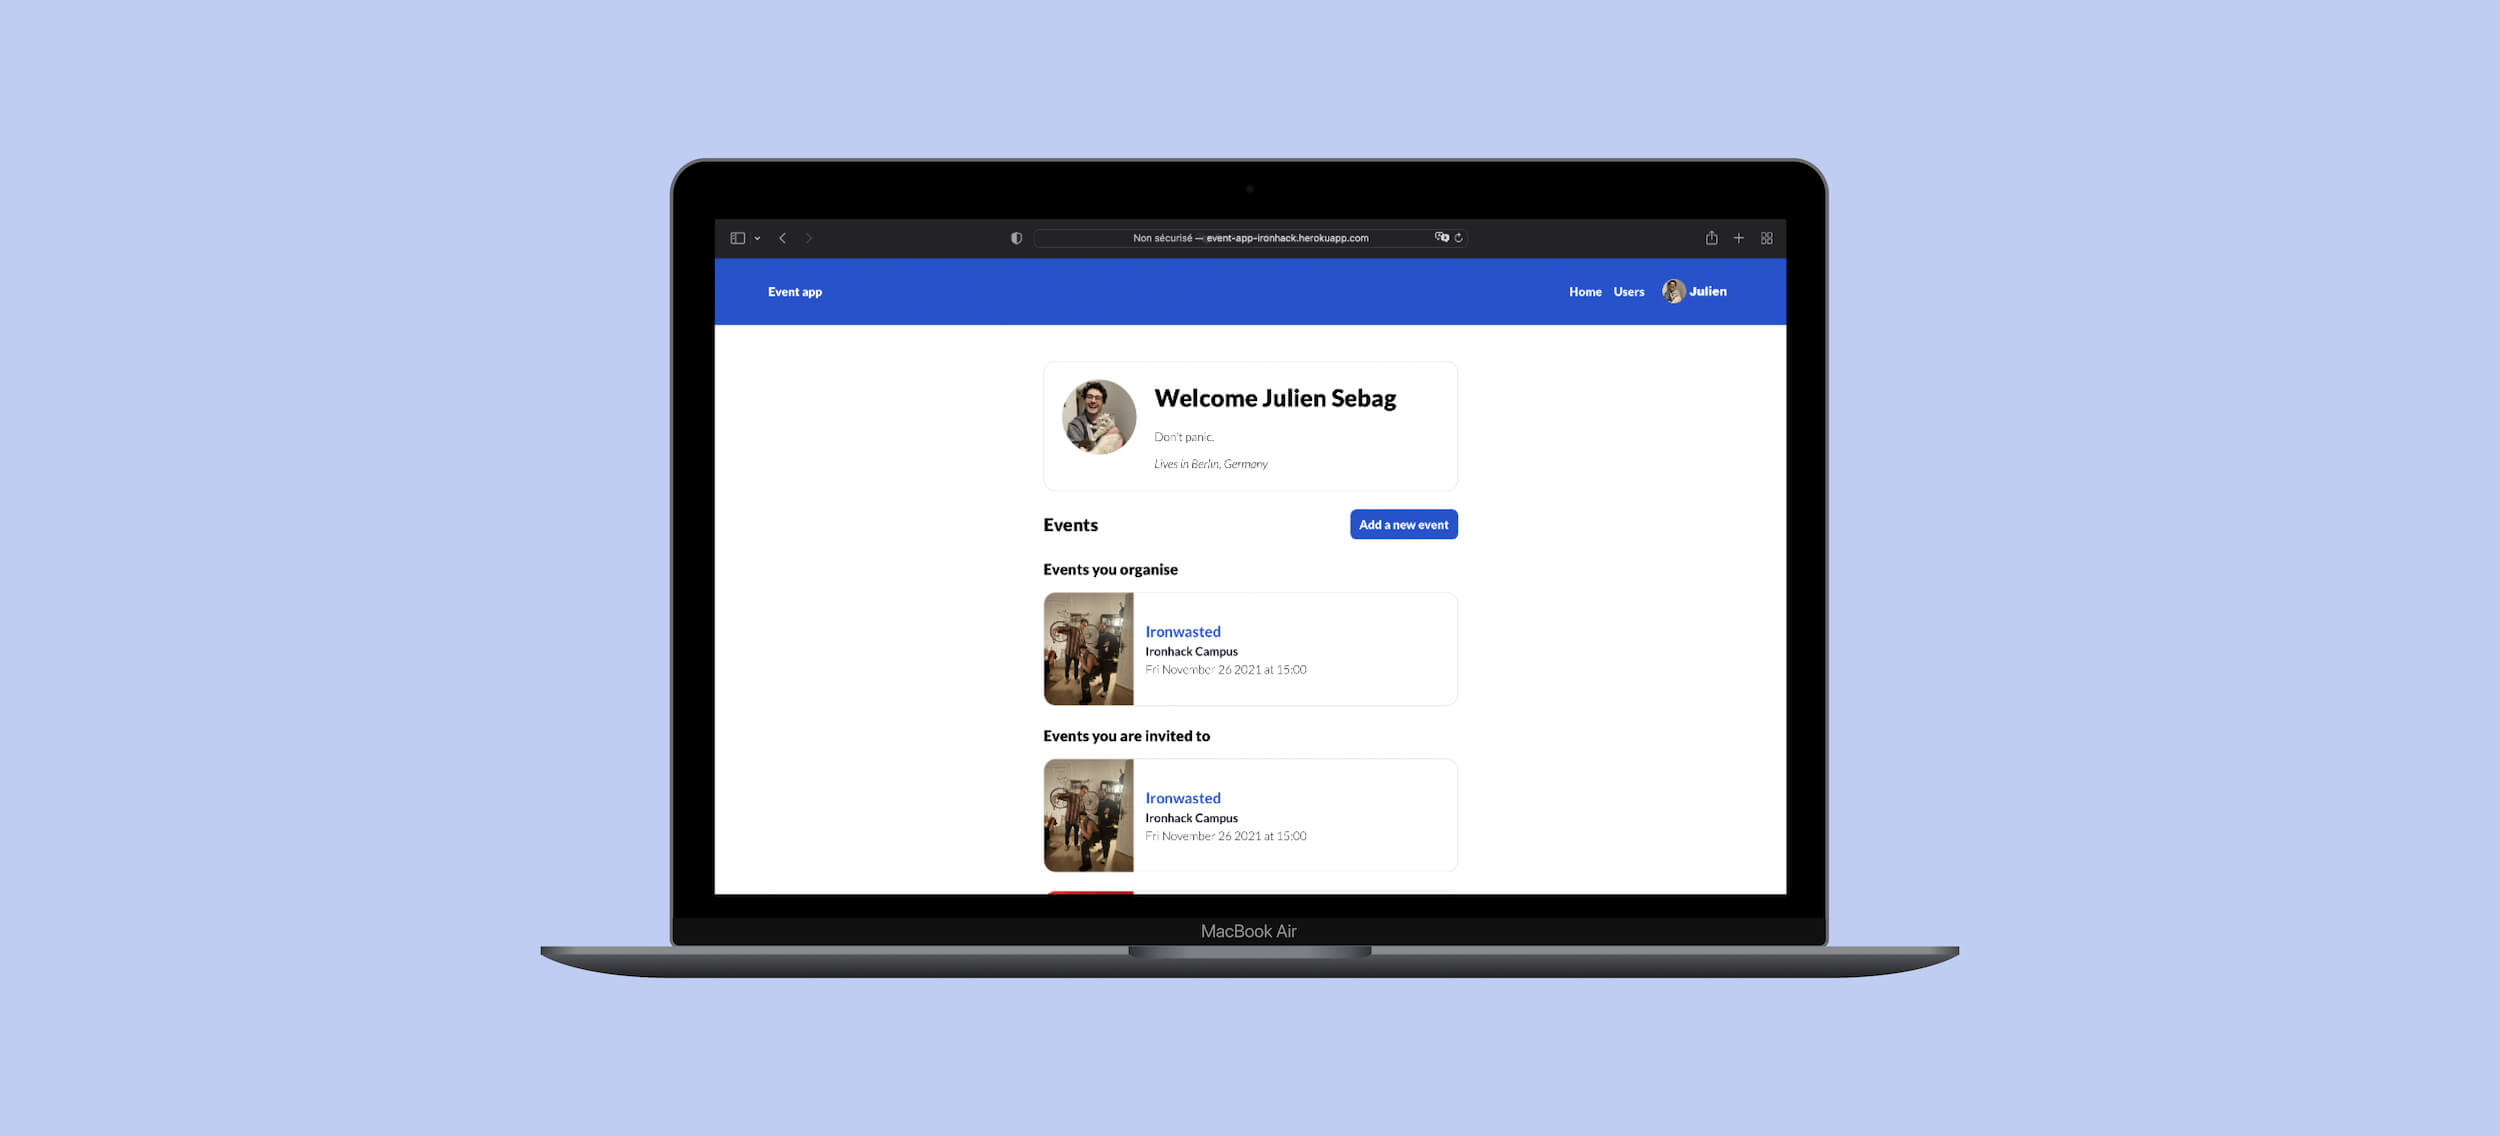 Non sécurisé — event-app-ironhack.herokuapp.com
Event app
Home Users Julien
Welcome Julien Sebag
Don't panic.
Lives in Berlin, Germany
Events Add a new event
Events you organise
Ironwasted
Ironhack Campus
Fri November 26 2021 at 15:00
Events you are invited to
Ironwasted
Ironhack Campus
Fri November 26 2021 at 15:00
MacBook Air